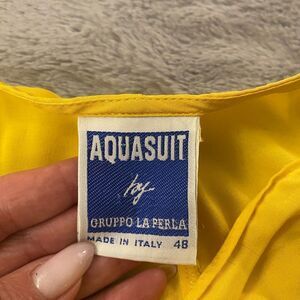 AQUASUIT
by
GRUPPO LA PERLA
MADE IN ITALY 48